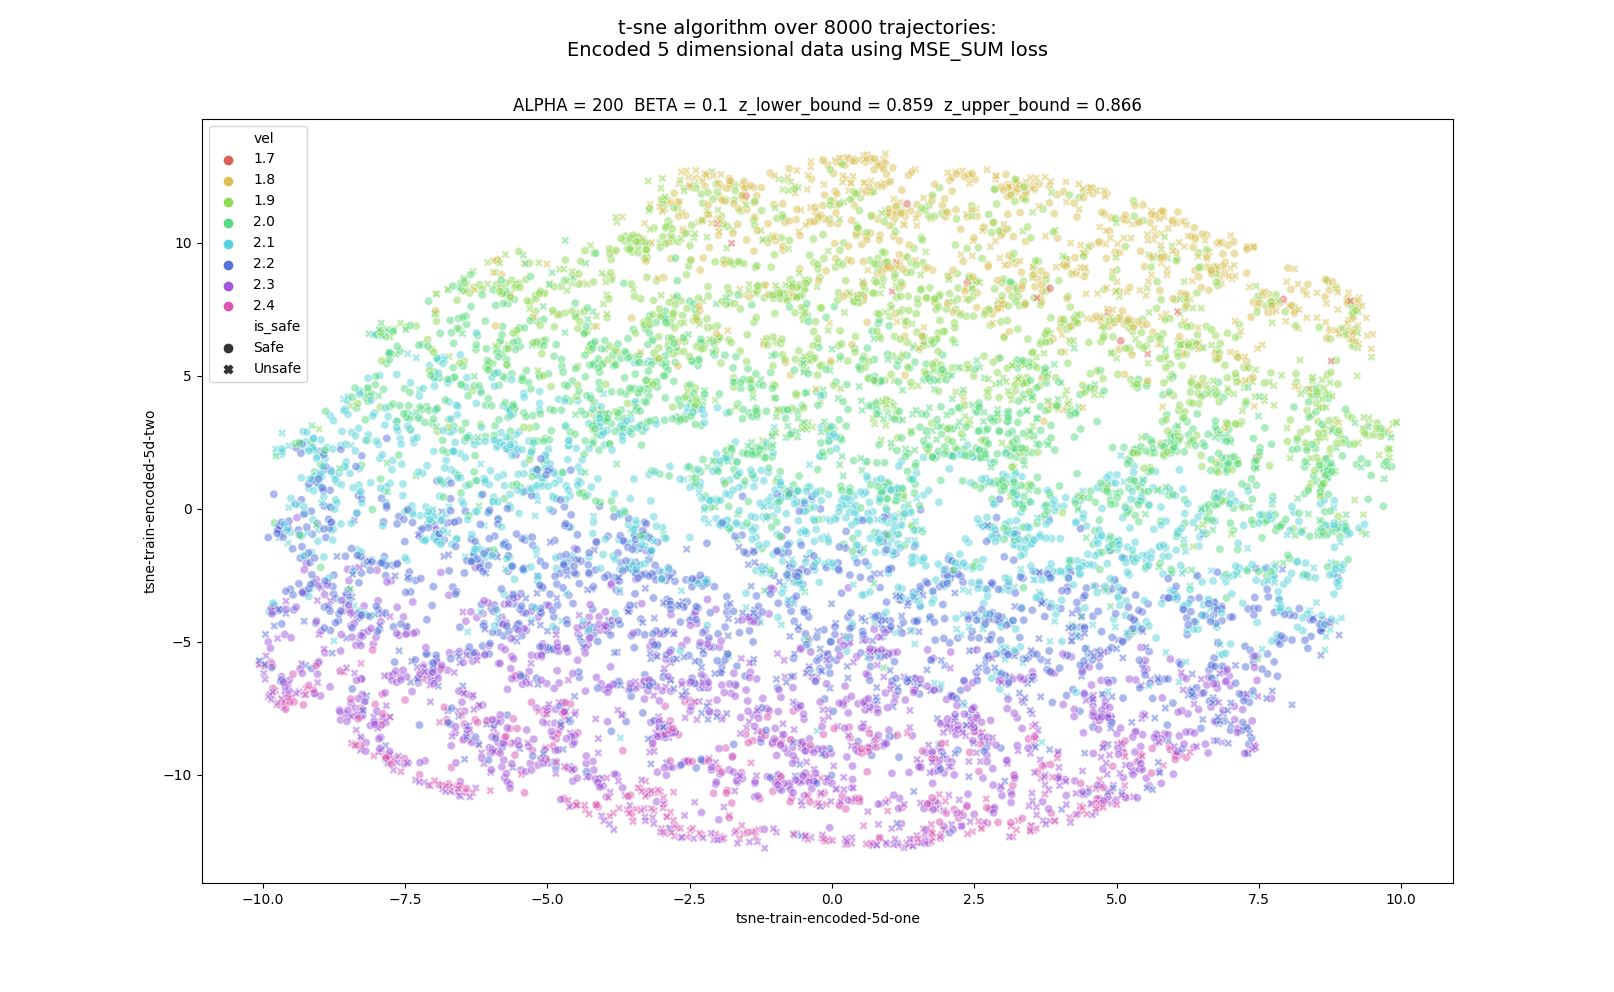 t-sne algorithm over 8000 trajectories:
Encoded 5 dimensional data using MSE_SUM loss
ALPHA = 200  BETA = 0.1  z_lower_bound = 0.859  z_upper_bound = 0.866
vel
1.7
1.8
1.9
2.0
2.1
2.2
2.3
2.4
is_safe
Safe
Unsafe
tsne-train-encoded-5d-two
10
5
0
−5
−10
−10.0
−7.5
−5.0
−2.5
0.0
2.5
5.0
7.5
10.0
tsne-train-encoded-5d-one